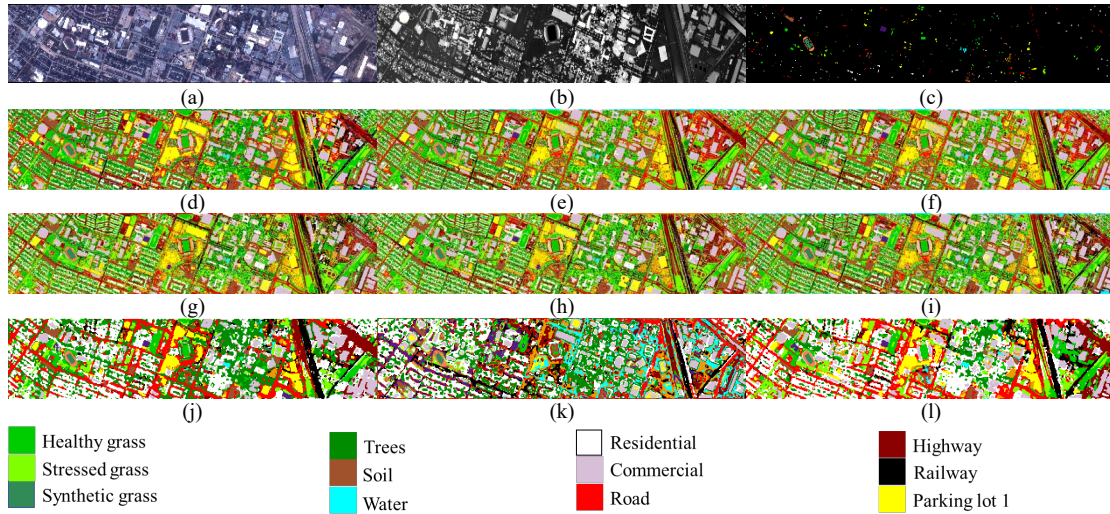 (a) (b) (c)
(d) (e) (f)
(g) (h) (i)
(j) (k) (l)
Healthy grass
Stressed grass
Synthetic grass
Trees
Soil
Water
Residential
Commercial
Road
Highway
Railway
Parking lot 1